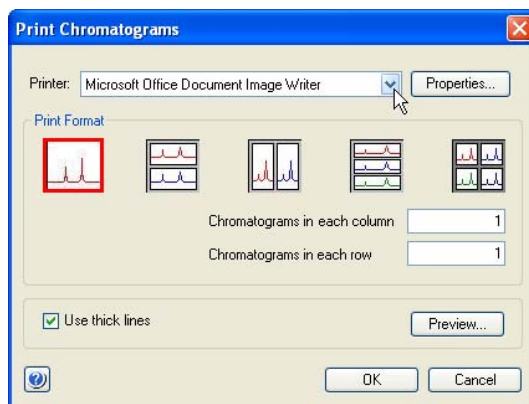 Print Chromatograms
Printer: Microsoft Office Document Image Writer Properties...
Print Format
Chromatograms in each column 1
Chromatograms in each row 1
Use thick lines Preview...
OK Cancel